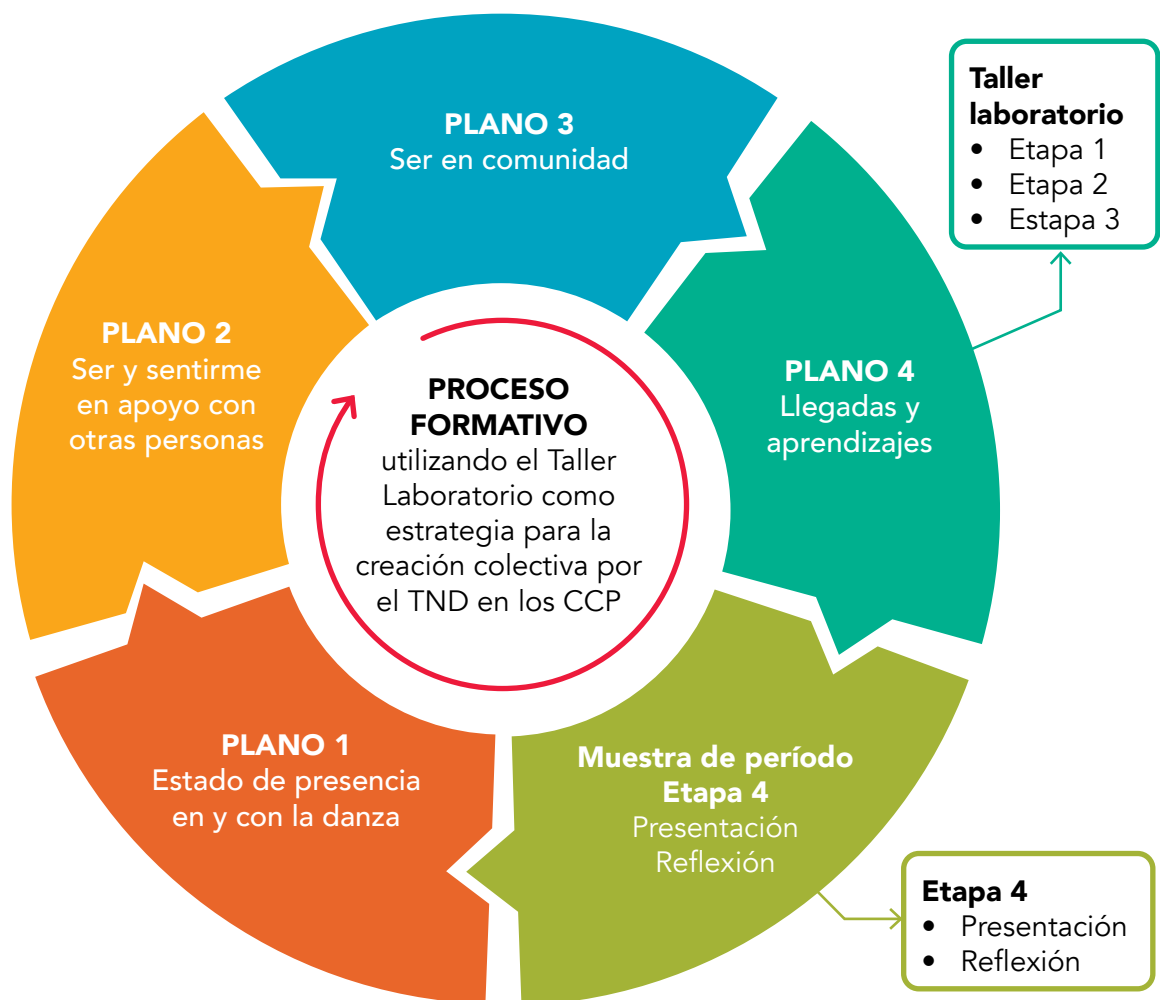 PLANO 3
Ser en comunidad
Taller
laboratorio
• Etapa 1
• Etapa 2
• Estapa 3
PLANO 2
Ser y sentirme
en apoyo con
otras personas
PROCESO
FORMATIVO
utilizando el Taller
Laboratorio como
estrategia para la
creación colectiva por
el TND en los CCP
PLANO 4
Llegadas y
aprendizajes
PLANO 1
Estado de presencia
en y con la danza
Muestra de período
Etapa 4
Presentación
Reflexión
Etapa 4
• Presentación
• Reflexión